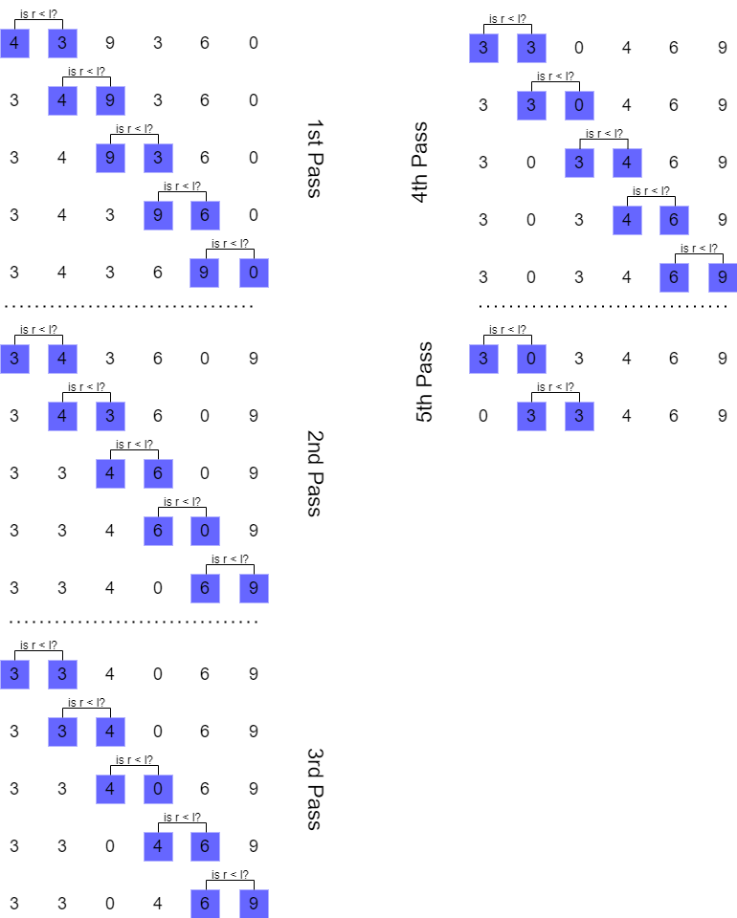 is r < l?
4 3 9 3 6 0
is r < l?
3 4 9 3 6 0
is r < l?
3 4 9 3 6 0
is r < l?
3 4 3 9 6 0
is r < l?
3 4 3 6 9 0
1st Pass
is r < l?
3 4 3 6 0 9
is r < l?
3 4 3 6 0 9
is r < l?
3 3 4 6 0 9
is r < l?
3 3 4 6 0 9
is r < l?
3 3 4 0 6 9
2nd Pass
is r < l?
3 3 4 0 6 9
is r < l?
3 3 4 0 6 9
is r < l?
3 3 4 0 6 9
is r < l?
3 3 0 4 6 9
is r < l?
3 3 0 4 6 9
3rd Pass
is r < l?
3 3 0 4 6 9
is r < l?
3 3 0 4 6 9
is r < l?
3 0 3 4 6 9
is r < l?
3 0 3 4 6 9
is r < l?
3 0 3 4 6 9
4th Pass
is r < l?
3 0 3 4 6 9
is r < l?
0 3 3 4 6 9
5th Pass